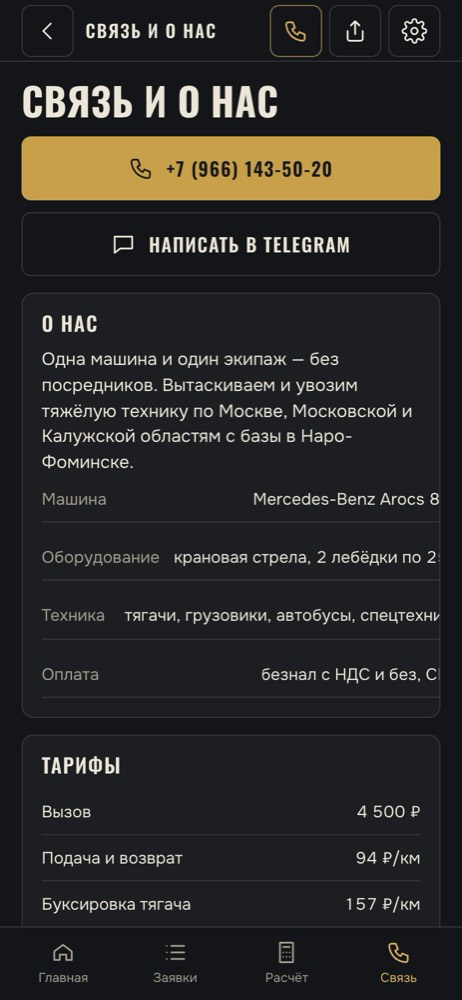 СВЯЗЬ И О НАС
СВЯЗЬ И О НАС
+7 (966) 143-50-20
НАПИСАТЬ В TELEGRAM
О НАС
Одна машина и один экипаж — без
посредников. Вытаскиваем и увозим
тяжёлую технику по Москве, Московской и
Калужской областям с базы в Наро-
Фоминске.
Машина Mercedes-Benz Arocs 8
Оборудование крановая стрела, 2 лебёдки по 2
Техника тягачи, грузовики, автобусы,
Оплата безнал с НДС и без,
ТАРИФЫ
Вызов 4 500 ₽
Подача и возврат 94 ₽/км
Буксировка тягача 157 ₽/км
Главная Заявки Расчёт Связь